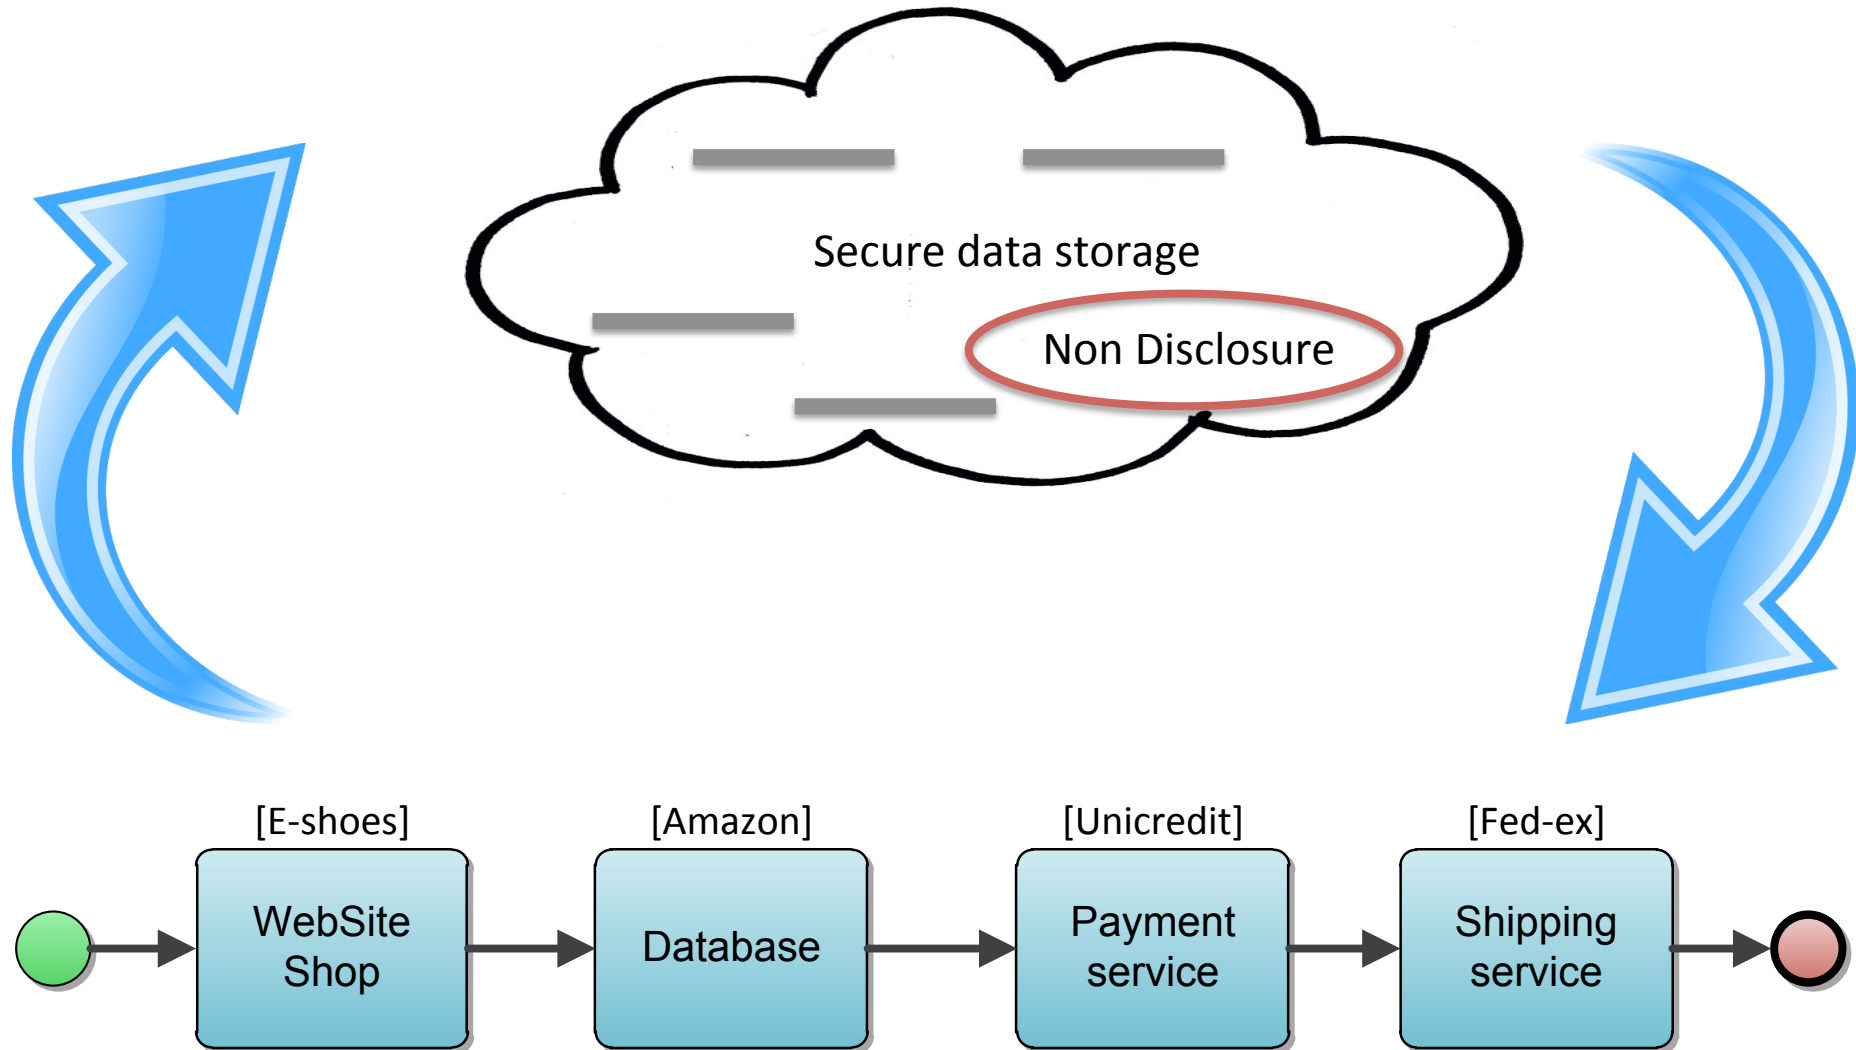 Secure data storage
Non Disclosure
[E-shoes]
[Amazon]
[Unicredit]
[Fed-ex]
WebSite
Shop
Database
Payment
service
Shipping
service